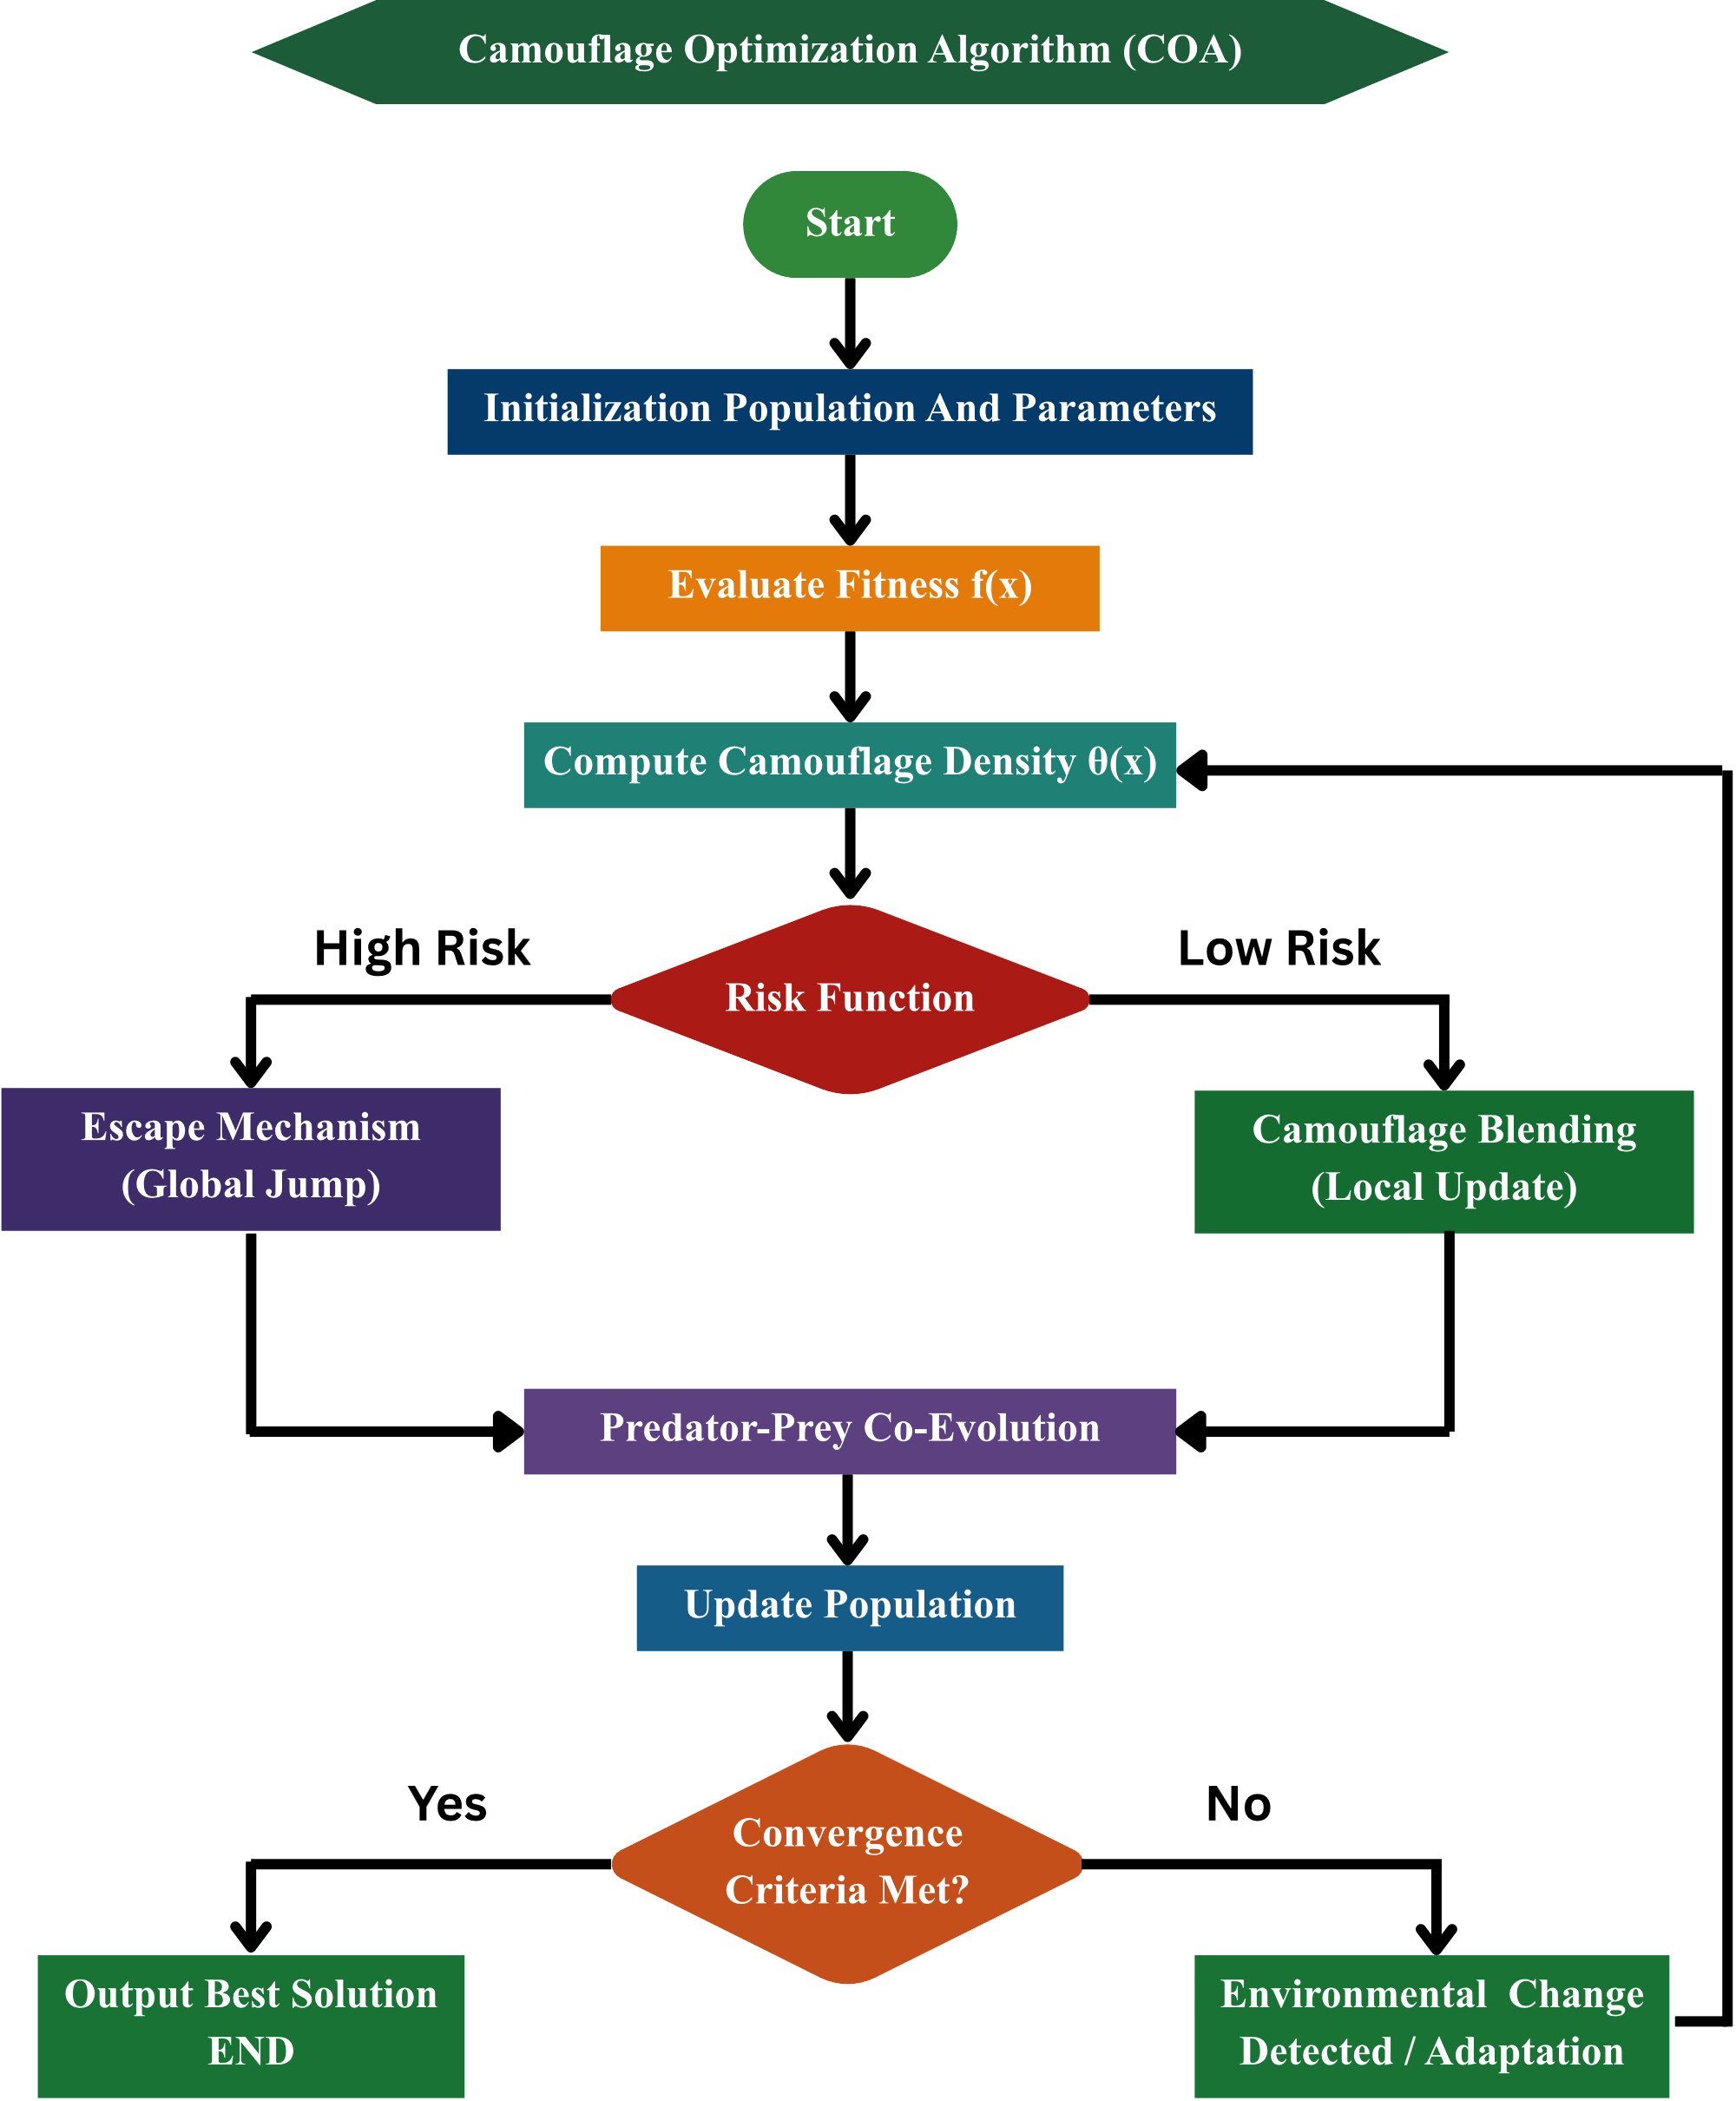 Camouflage Optimization Algorithm (COA)
Start
Initialization Population And Parameters
Evaluate Fitness f(x)
Compute Camouflage Density θ(x)
High Risk
Low Risk
Risk Function
Escape Mechanism
(Global Jump)
Camouflage Blending
(Local Update)
Predator-Prey Co-Evolution
Update Population
Yes
No
Convergence
Criteria Met?
Output Best Solution
END
Environmental Change
Detected / Adaptation